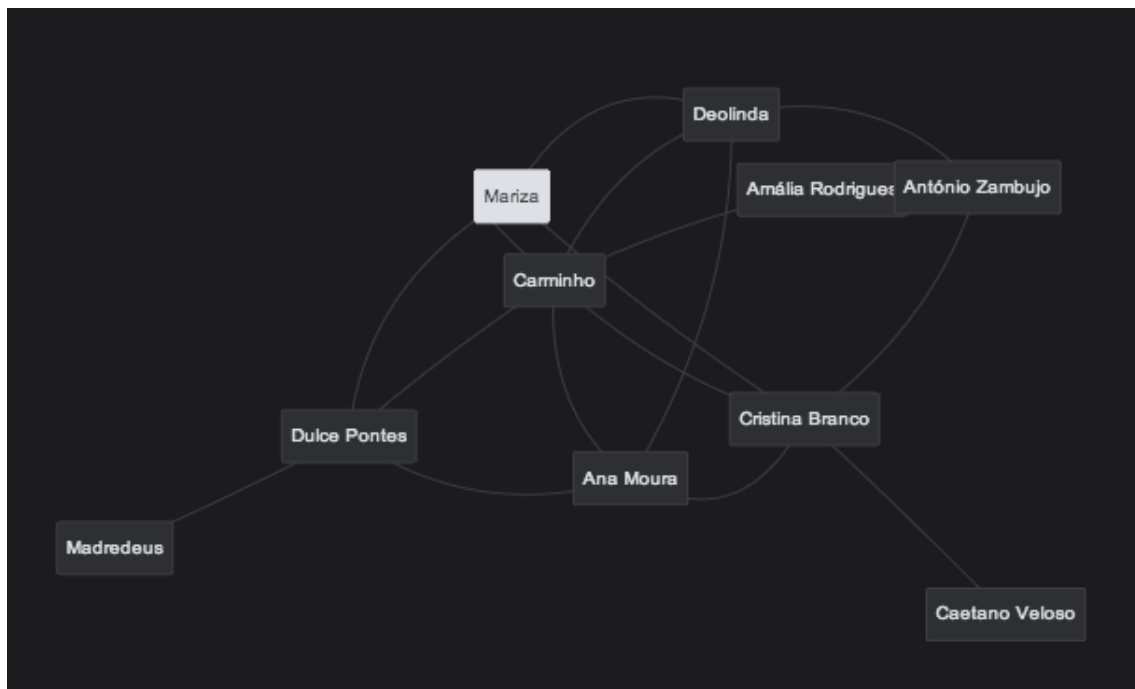 Deolinda
Amália Rodrigues
António Zambujo
Mariza
Carminho
Cristina Branco
Dulce Pontes
Ana Moura
Madredeus
Caetano Veloso